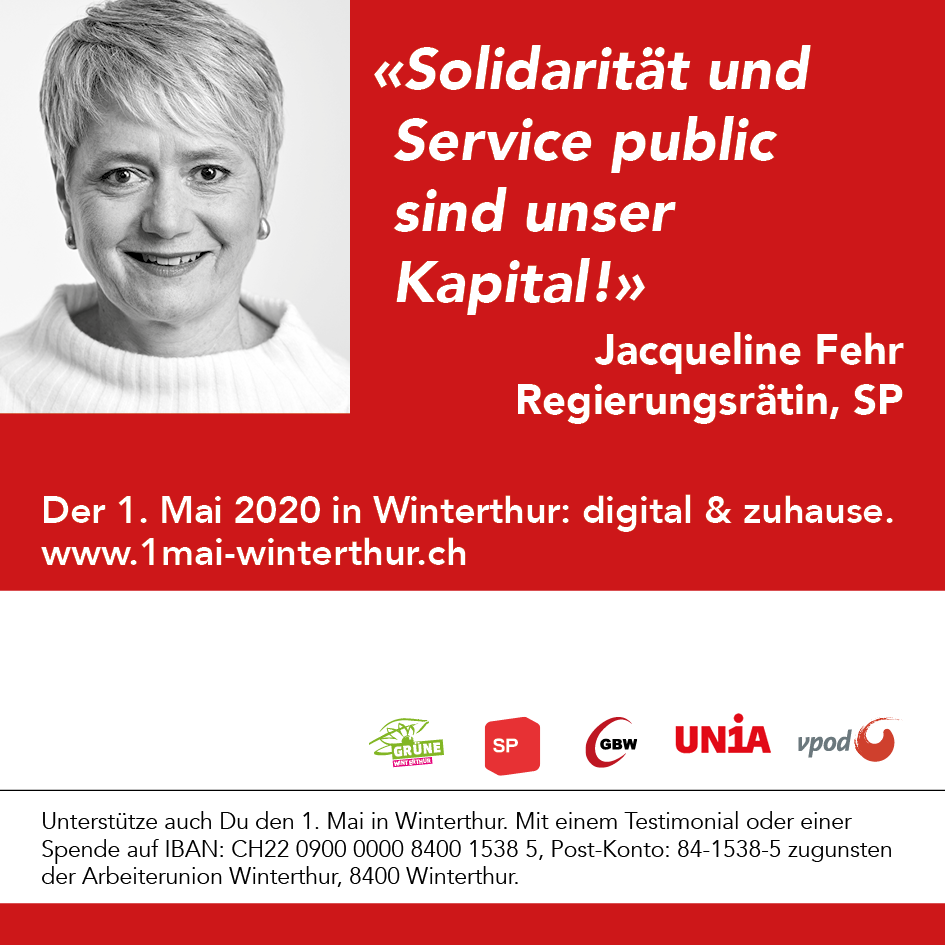 «Solidarität und
Service public
sind unser
Kapital!»
Jacqueline Fehr
Regierungsrätin, SP
Der 1. Mai 2020 in Winterthur: digital & zuhause.
www.1mai-winterthur.ch
GRÜNE
WINTERTHUR
SP
GBW
UNiA
vpod
Unterstütze auch Du den 1. Mai in Winterthur. Mit einem Testimonial oder einer
Spende auf IBAN: CH22 0900 0000 8400 1538 5, Post-Konto: 84-1538-5 zugunsten
der Arbeiterunion Winterthur, 8400 Winterthur.